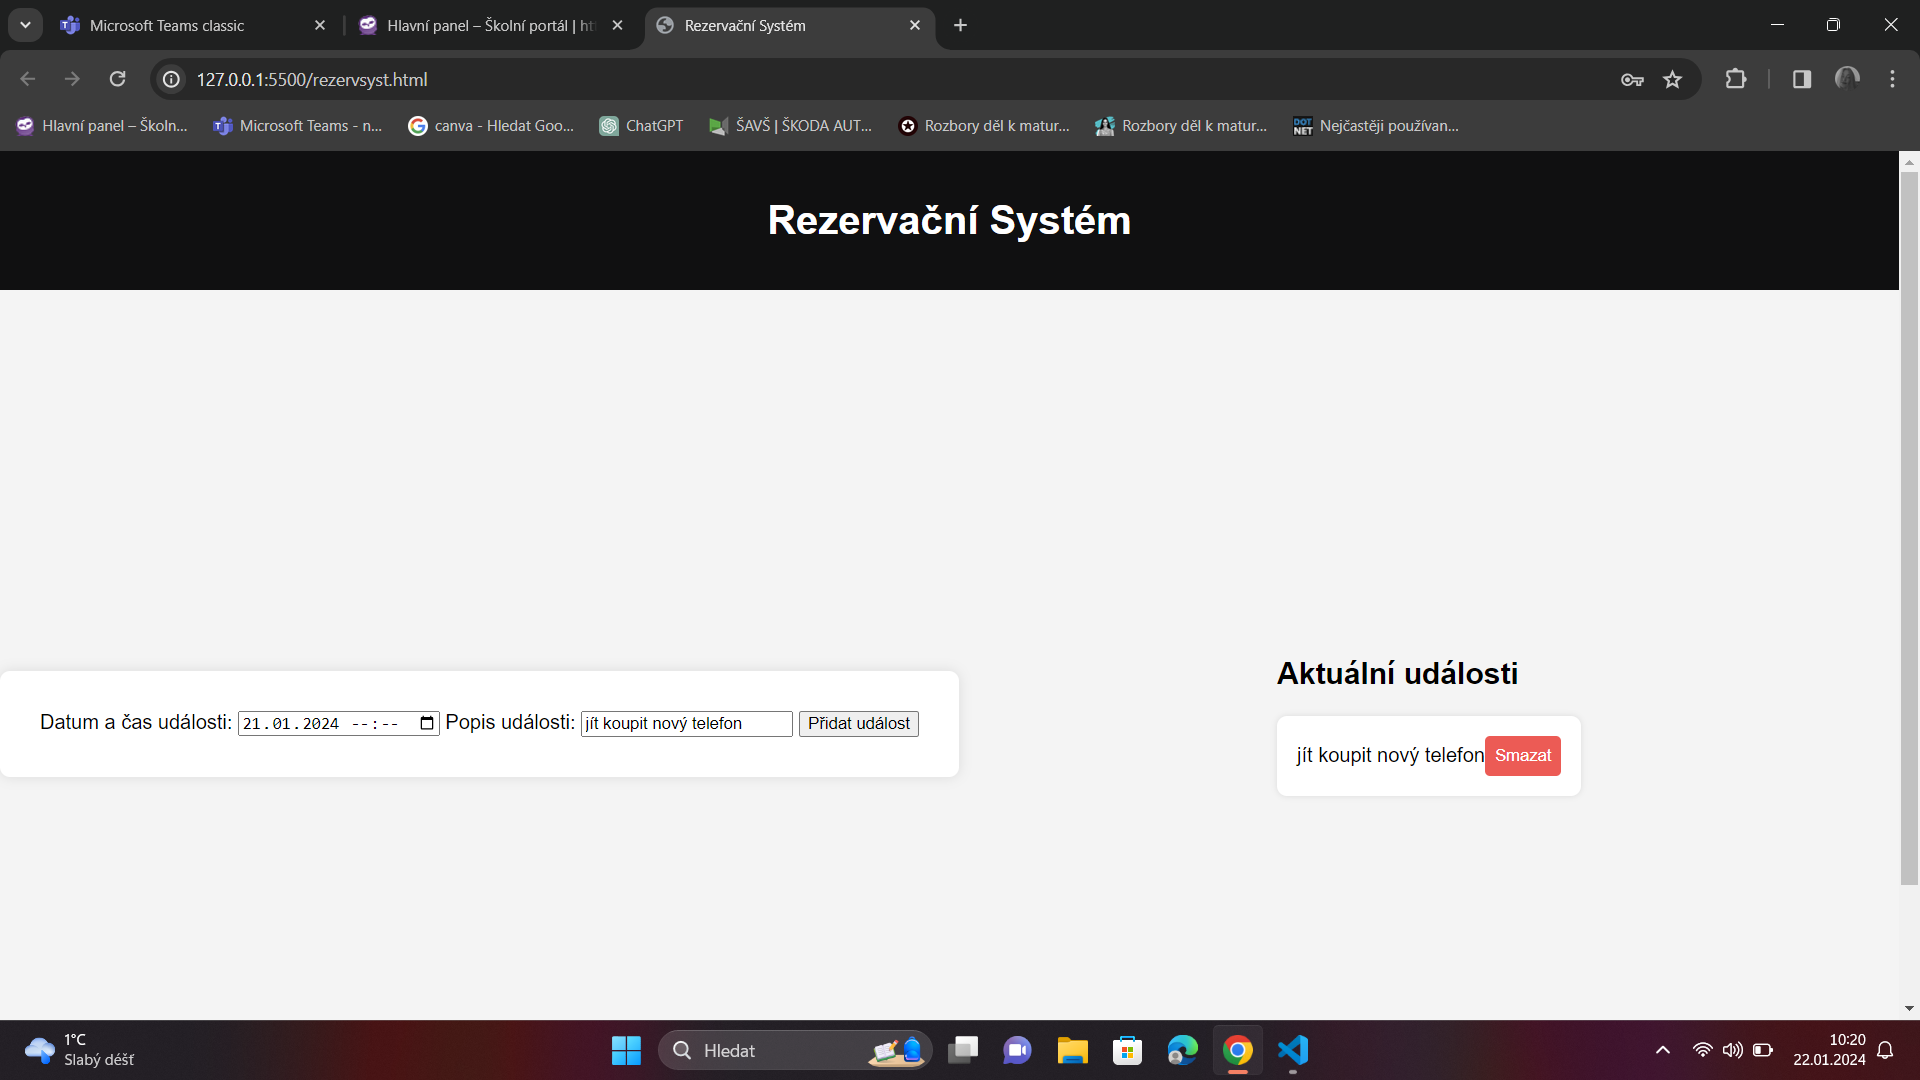 Microsoft Teams classic
Hlavní panel – Školní portál | ht
Rezervační Systém
127.0.0.1:5500/rezervsyst.html
Hlavní panel – Školn...
Microsoft Teams - n...
canva - Hledat Goo...
ChatGPT
ŠAVŠ | ŠKODA AUT...
Rozbory děl k matur...
Rozbory děl k matur...
DOT NET
Nejčastěji používan...
Rezervační Systém
Aktuální události
Datum a čas události: 21.01.2024 --:-- Popis události: jít koupit nový telefon Přidat událost
jít koupit nový telefon Smazat
1°C
Slabý déšť
Hledat
10:20
22.01.2024